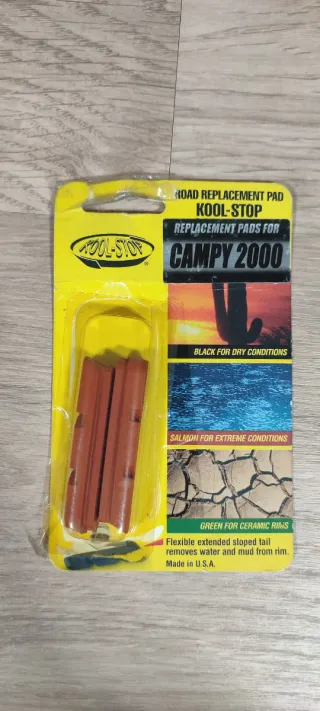 ROAD REPLACEMENT PAD
KOOL-STOP
REPLACEMENT PADS FOR
CAMPY 2000
KOOL-STOP
®
BLACK FOR DRY CONDITIONS
SALMON FOR EXTREME CONDITIONS
GREEN FOR CERAMIC RIMS
Flexible extended sloped tail
removes water and mud from rim.
Made in U.S.A.